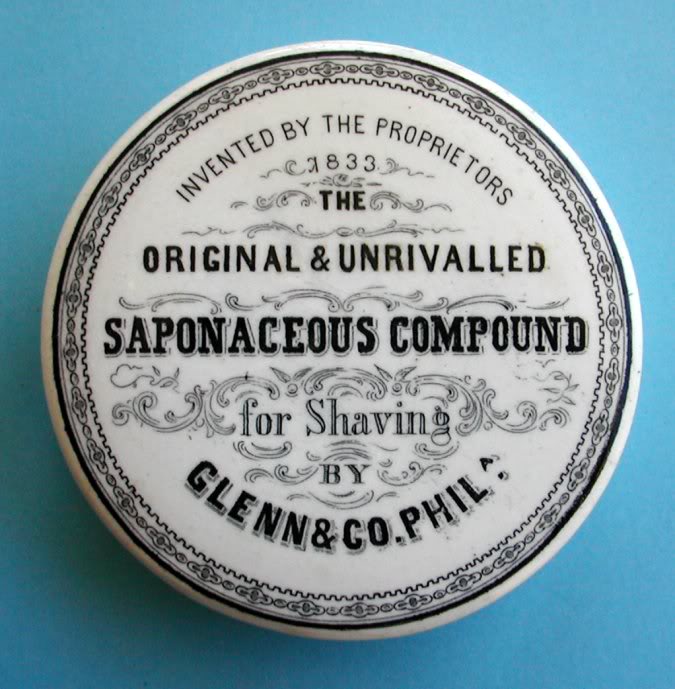 INVENTED BY THE PROPRIETORS
1833
THE
ORIGINAL & UNRIVALLED
SAPONACEOUS COMPOUND
for Shaving
BY
GLENN & CO. PHILᴬ.